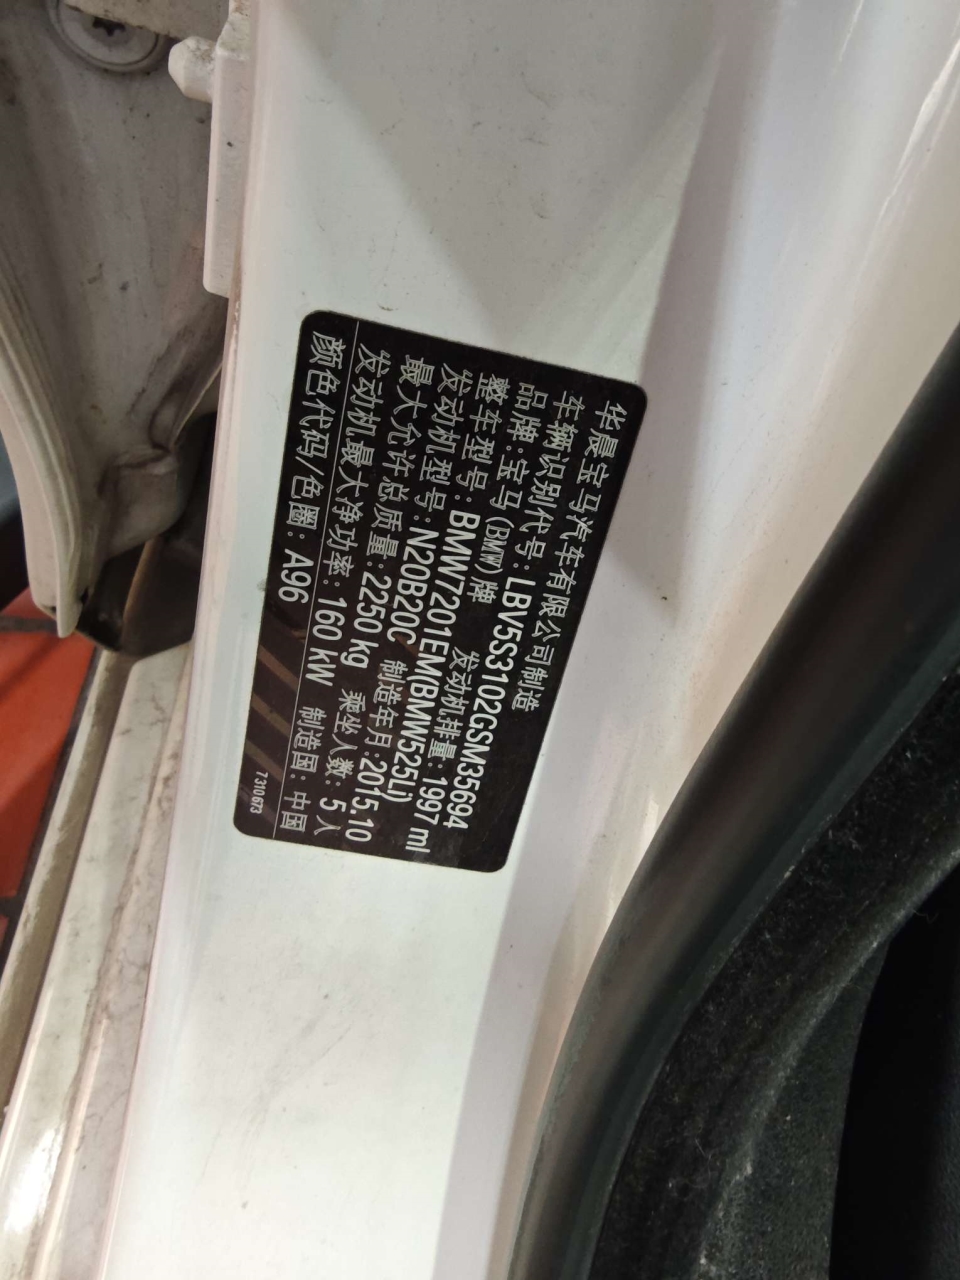 华晨宝马汽车有限公司制造
车辆识别代号: LBV5S3102GSM35694
品牌: 宝马(BMW)牌 发动机排量: 1997 ml
整车型号: BMW7201EM(BMW525Li)
发动机型号: N20B20C 制造年月: 2015.10
最大允许总质量: 2250 kg 乘坐人数: 5 人
发动机最大净功率: 160 kW 制造国: 中国
颜色代码/色圈: A96
7310673